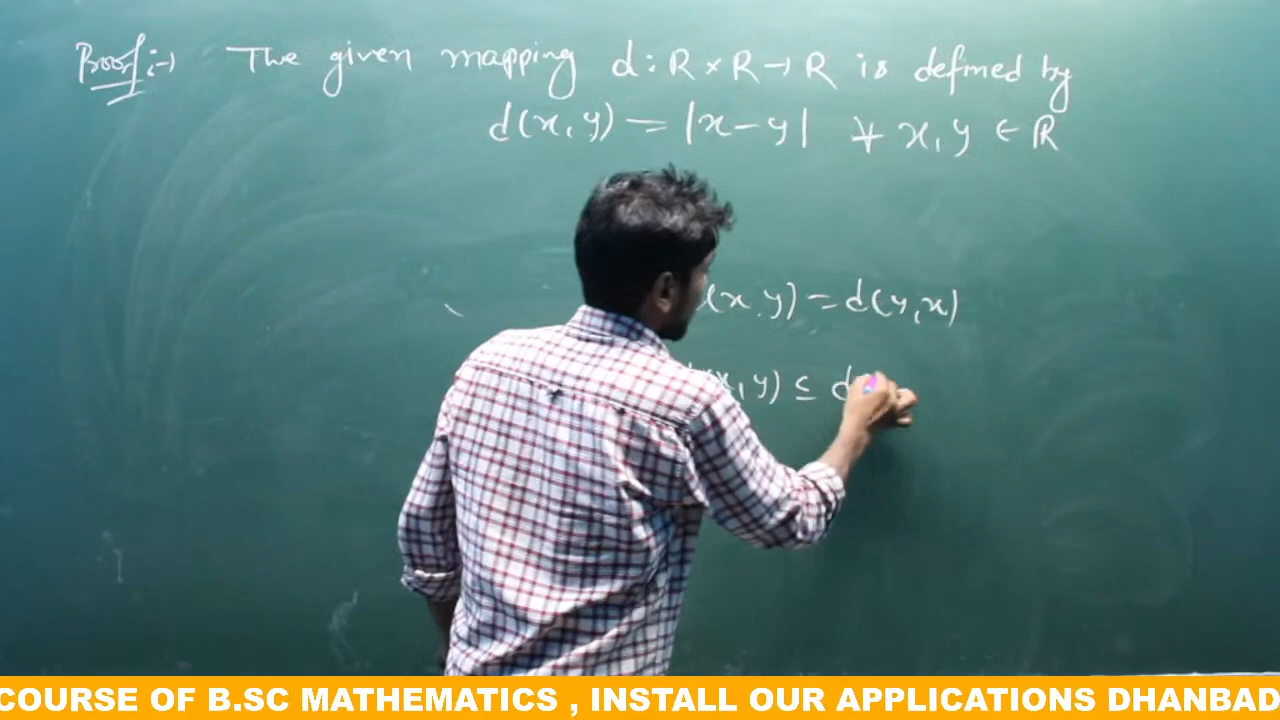 Proof:-) The given mapping d: R × R → R is defined by
d(x, y) = |x - y| ∀ x, y ∈ R
(x, y) = d(y, x)
(x, y) ≤ d
COURSE OF B.SC MATHEMATICS , INSTALL OUR APPLICATIONS DHANBAD